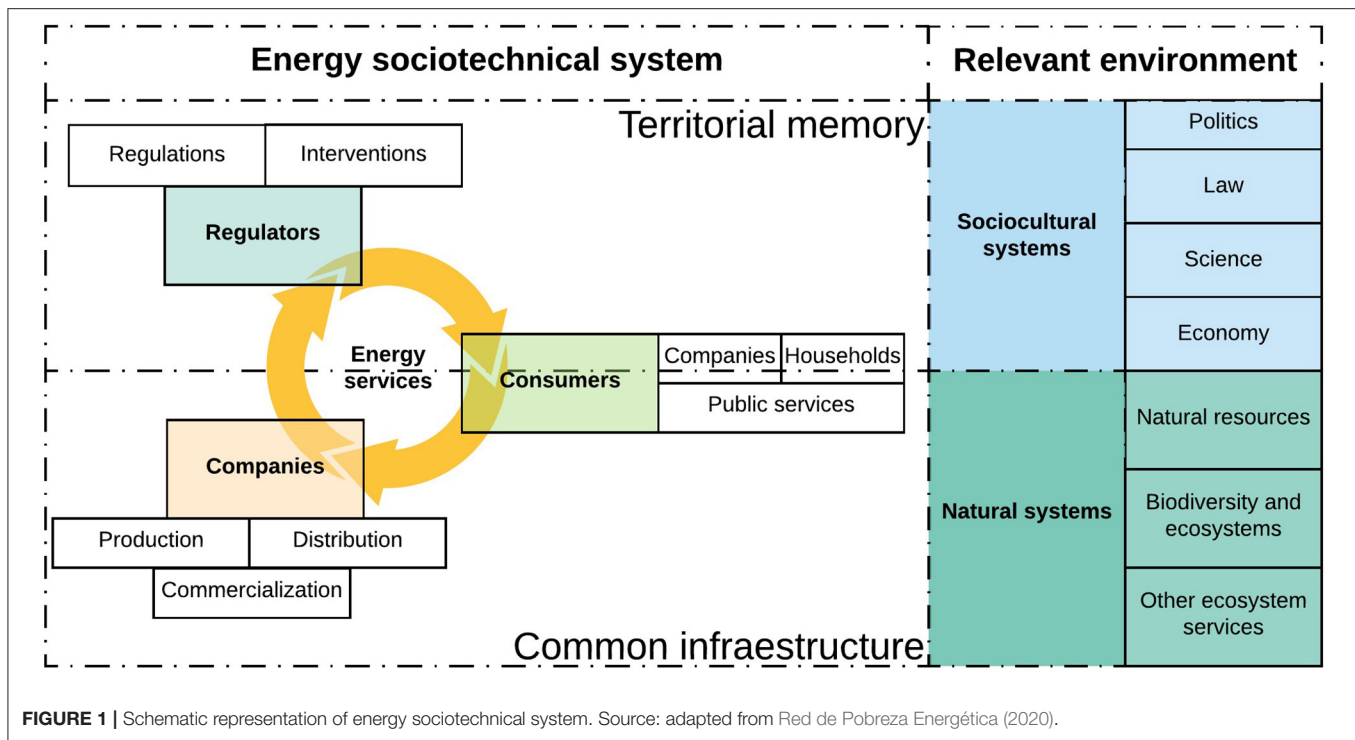 Energy sociotechnical system
Relevant environment
Territorial memory
Regulations
Interventions
Regulators
Energy
services
Consumers
Companies
Households
Public services
Companies
Production
Distribution
Commercialization
Common infraestructure
Sociocultural
systems
Politics
Law
Science
Economy
Natural systems
Natural resources
Biodiversity and
ecosystems
Other ecosystem
services
FIGURE 1 | Schematic representation of energy sociotechnical system. Source: adapted from Red de Pobreza Energética (2020).